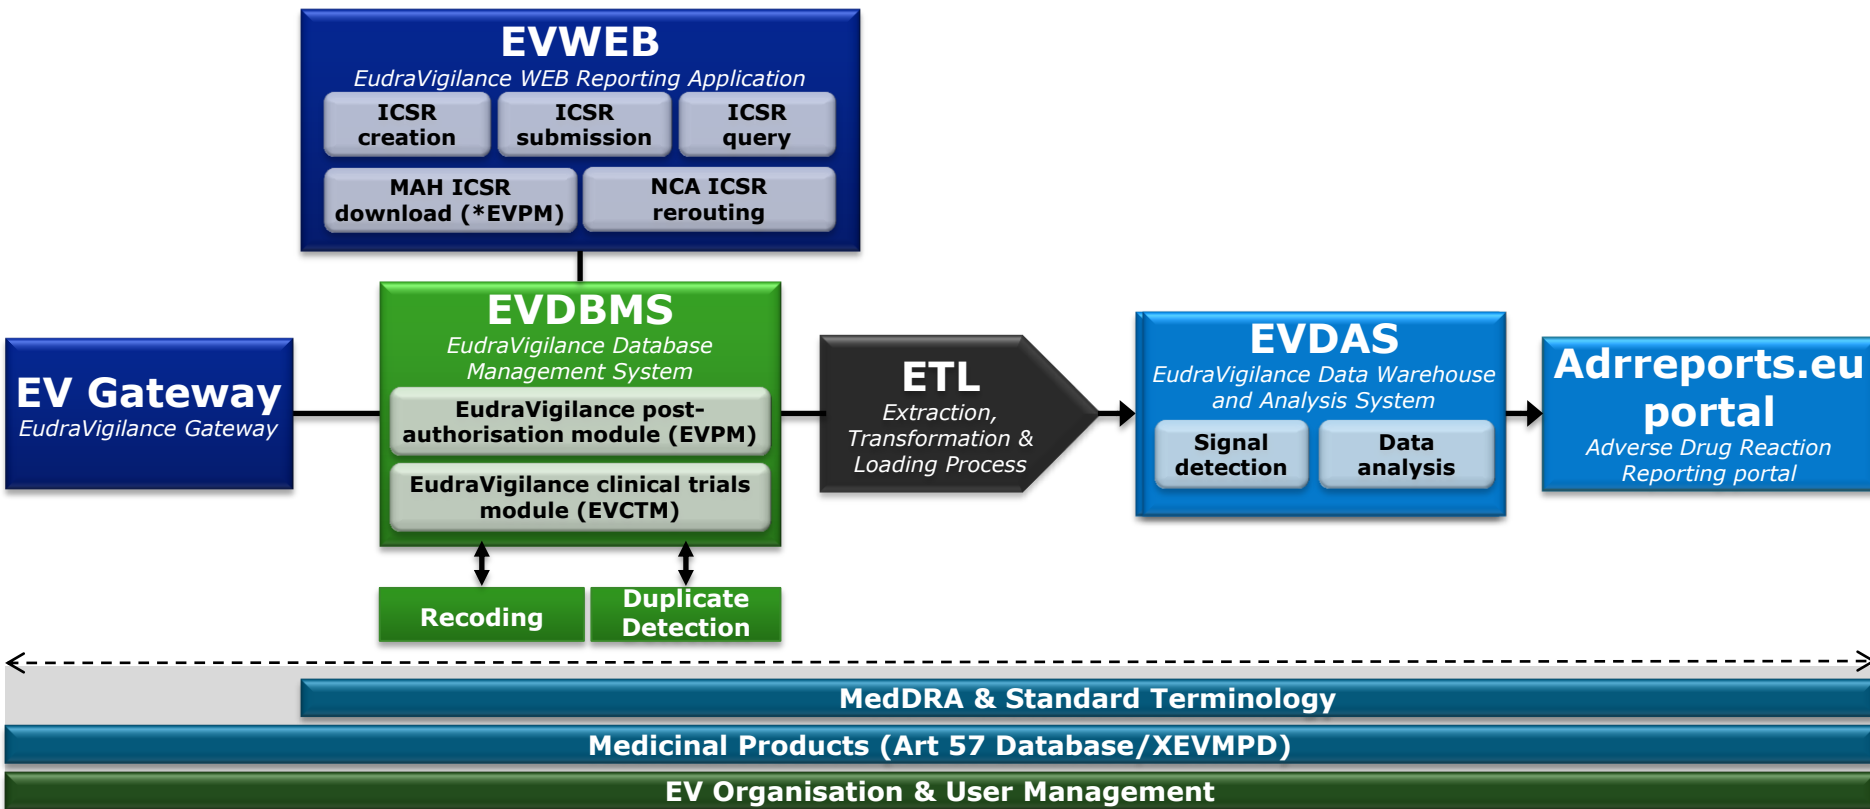 EVWEB
EudraVigilance WEB Reporting Application
ICSR
creation
ICSR
submission
ICSR
query
MAH ICSR
download (*EVPM)
NCA ICSR
rerouting
EV Gateway
EudraVigilance Gateway
EVDBMS
EudraVigilance Database
Management System
EudraVigilance post-
authorisation module (EVPM)
EudraVigilance clinical trials
module (EVCTM)
Recoding
Duplicate
Detection
ETL
Extraction,
Transformation &
Loading Process
EVDAS
EudraVigilance Data Warehouse
and Analysis System
Signal
detection
Data
analysis
Adrreports.eu
portal
Adverse Drug Reaction
Reporting portal
MedDRA & Standard Terminology
Medicinal Products (Art 57 Database/XEVMPD)
EV Organisation & User Management